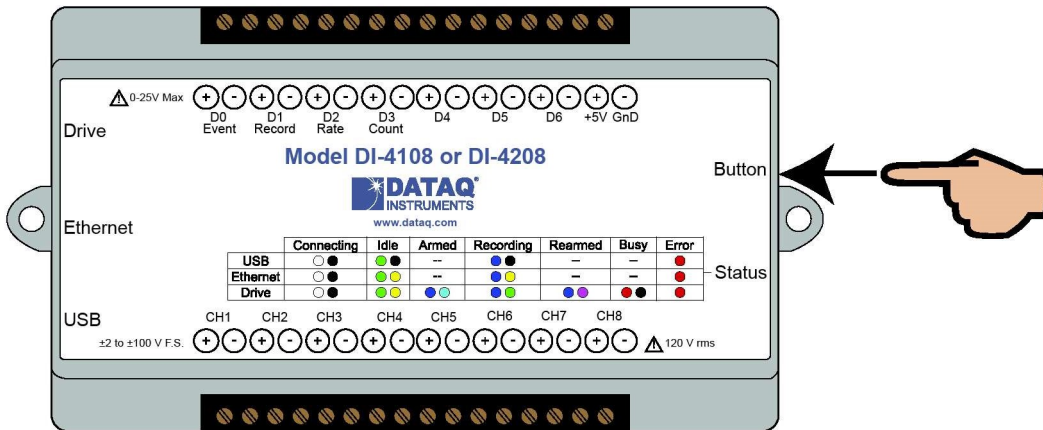 0-25V Max + - + - + - + - + - + - + - + -
D0 D1 D2 D3 D4 D5 D6 +5V GnD
Event Record Rate Count
Drive
Model DI-4108 or DI-4208
Button
DATAQ®
INSTRUMENTS
www.dataq.com
Ethernet
Connecting Idle Armed Recording Rearmed Busy Error
USB -- – –
Ethernet -- – –
Drive
Status
USB
CH1 CH2 CH3 CH4 CH5 CH6 CH7 CH8
±2 to ±100 V F.S. + - + - + - + - + - + - + - + - 120 V rms